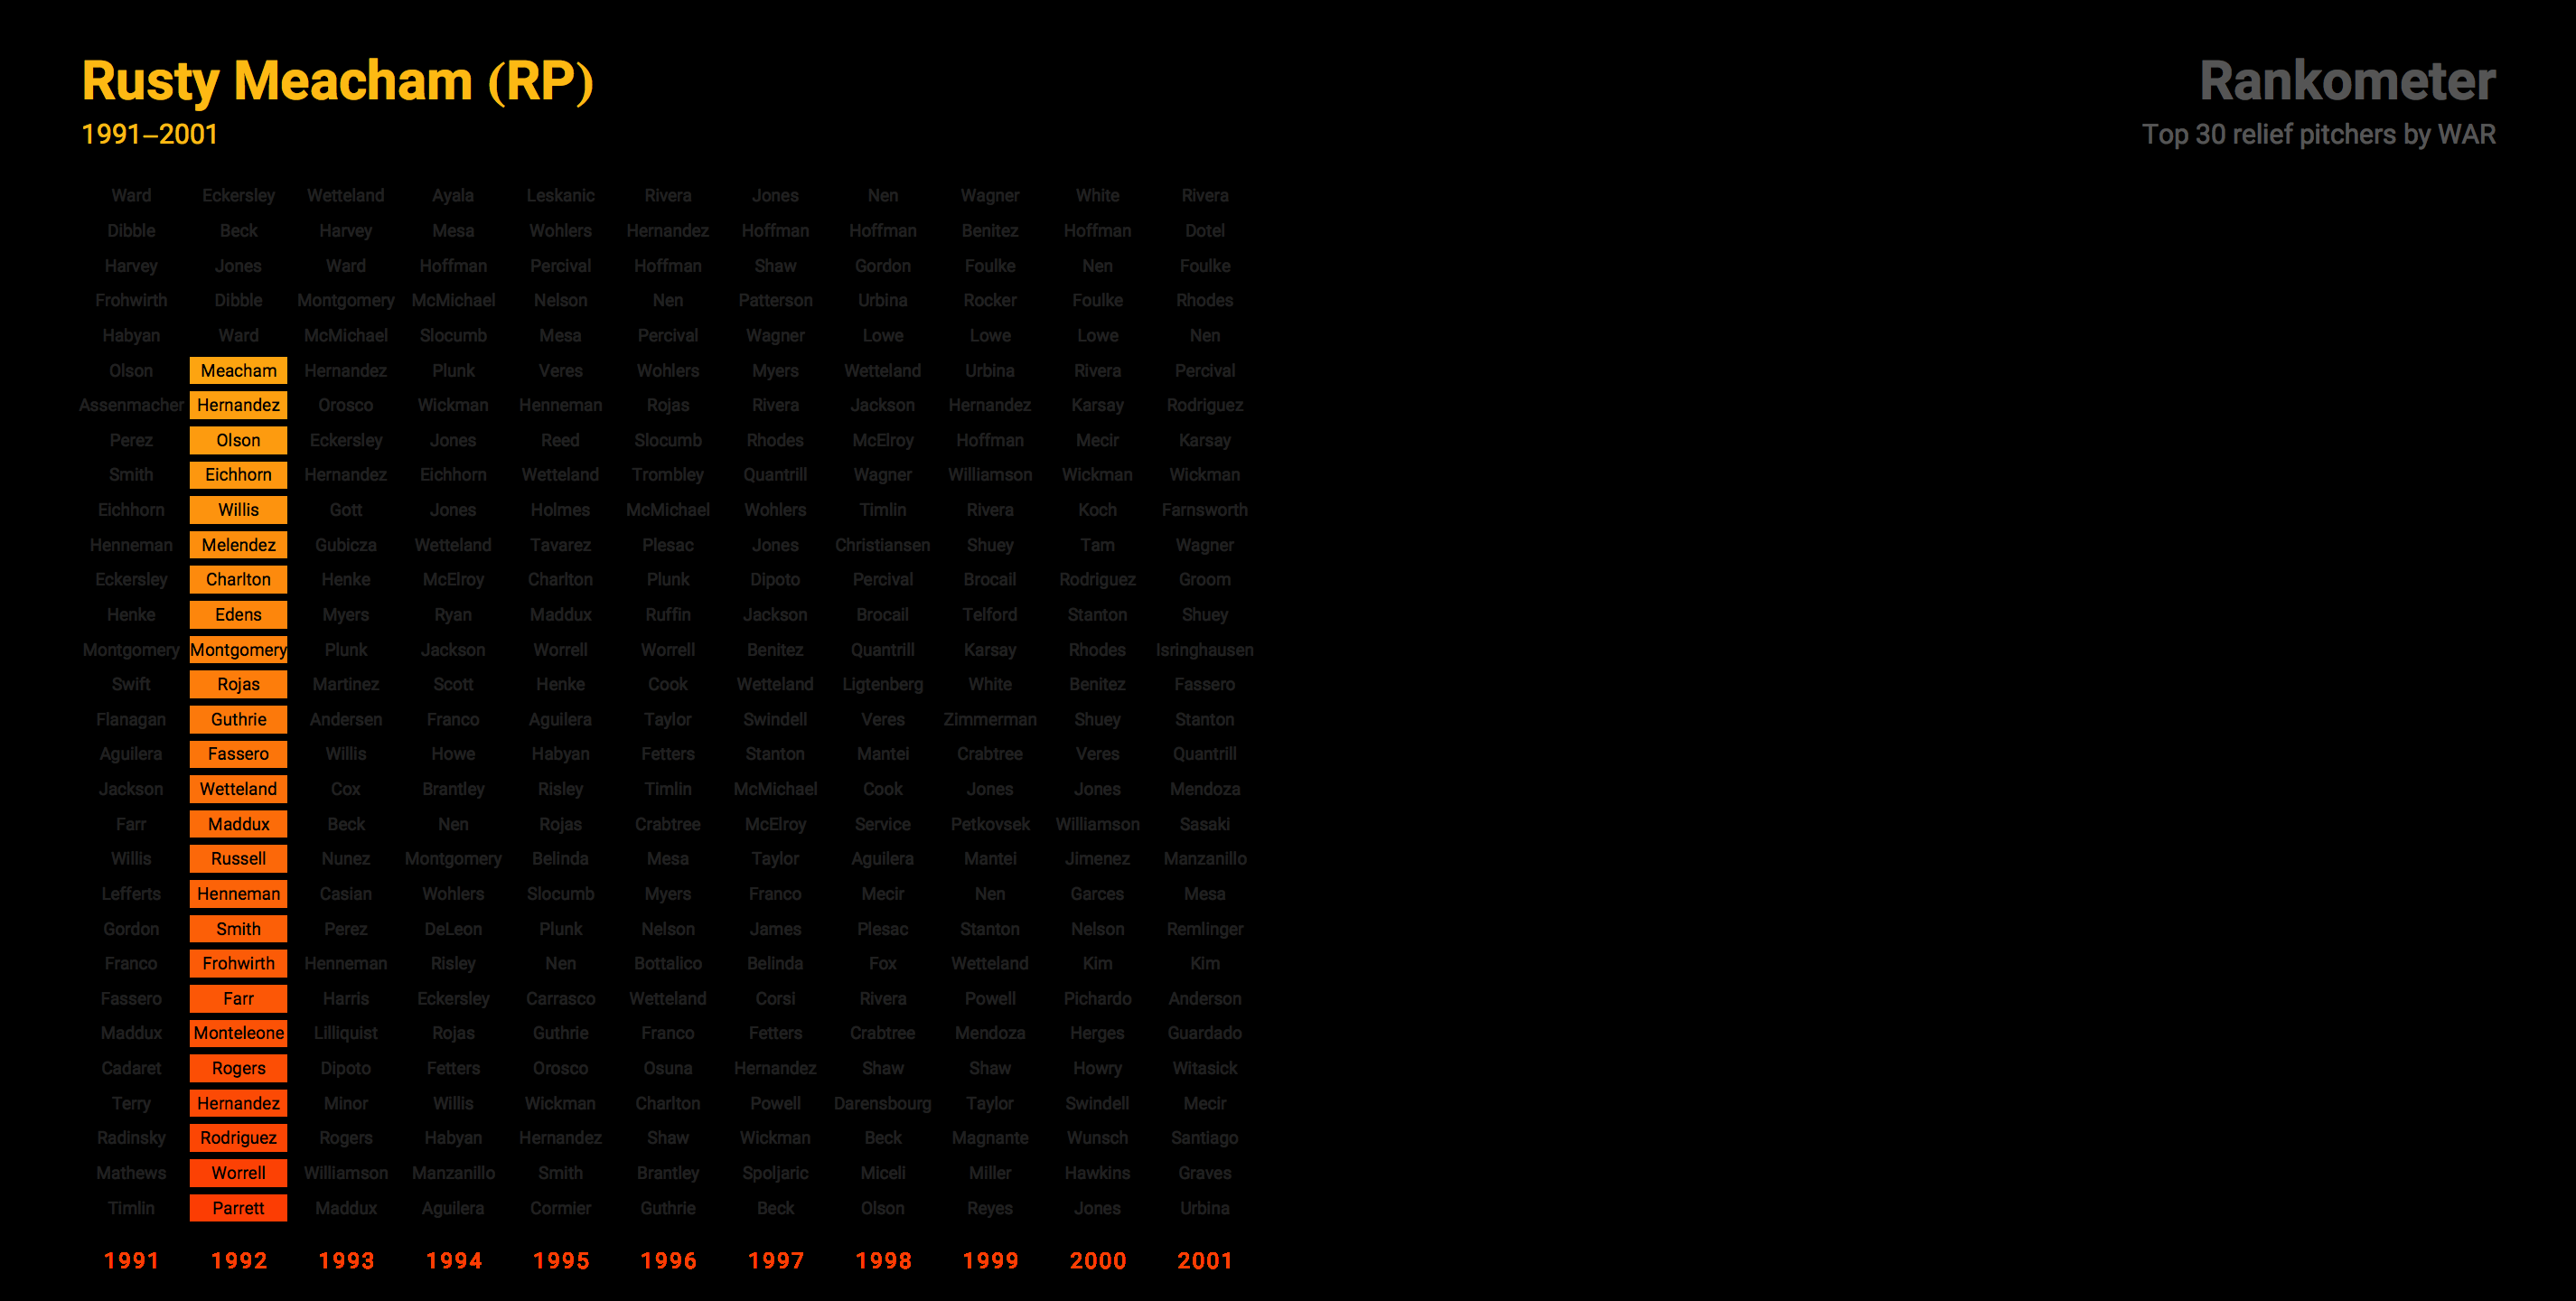 Rusty Meacham (RP)
1991–2001
Rankometer
Top 30 relief pitchers by WAR
Ward Eckersley Wetteland Ayala Leskanic Rivera Jones Nen Wagner White Rivera
Dibble Beck Harvey Mesa Wohlers Hernandez Hoffman Hoffman Benitez Hoffman Dotel
Harvey Jones Ward Hoffman Percival Hoffman Shaw Gordon Foulke Nen Foulke
Frohwirth Dibble Montgomery McMichael Nelson Nen Patterson Urbina Rocker Foulke Rhodes
Habyan Ward McMichael Slocumb Mesa Percival Wagner Lowe Lowe Lowe Nen
Olson Meacham Hernandez Plunk Veres Wohlers Myers Wetteland Urbina Rivera Percival
Assenmacher Hernandez Orosco Wickman Henneman Rojas Rivera Jackson Hernandez Karsay Rodriguez
Perez Olson Eckersley Jones Reed Slocumb Rhodes McElroy Hoffman Mecir Karsay
Smith Eichhorn Hernandez Eichhorn Wetteland Trombley Quantrill Wagner Williamson Wickman Wickman
Eichhorn Willis Gott Jones Holmes McMichael Wohlers Timlin Rivera Koch Farnsworth
Henneman Melendez Gubicza Wetteland Tavarez Plesac Jones Christiansen Shuey Tam Wagner
Eckersley Charlton Henke McElroy Charlton Plunk Dipoto Percival Brocail Rodriguez Groom
Henke Edens Myers Ryan Maddux Ruffin Jackson Brocail Telford Stanton Shuey
Montgomery Montgomery Plunk Jackson Worrell Worrell Benitez Quantrill Karsay Rhodes Isringhausen
Swift Rojas Martinez Scott Henke Cook Wetteland Ligtenberg White Benitez Fassero
Flanagan Guthrie Andersen Franco Aguilera Taylor Swindell Veres Zimmerman Shuey Stanton
Aguilera Fassero Willis Howe Habyan Fetters Stanton Mantei Crabtree Veres Quantrill
Jackson Wetteland Cox Brantley Risley Timlin McMichael Cook Jones Jones Mendoza
Farr Maddux Beck Nen Rojas Crabtree McElroy Service Petkovsek Williamson Sasaki
Willis Russell Nunez Montgomery Belinda Mesa Taylor Aguilera Mantei Jimenez Manzanillo
Lefferts Henneman Casian Wohlers Slocumb Myers Franco Mecir Nen Garces Mesa
Gordon Smith Perez DeLeon Plunk Nelson James Plesac Stanton Nelson Remlinger
Franco Frohwirth Henneman Risley Nen Bottalico Belinda Fox Wetteland Kim Kim
Fassero Farr Harris Eckersley Carrasco Wetteland Corsi Rivera Powell Pichardo Anderson
Maddux Monteleone Lilliquist Rojas Guthrie Franco Fetters Crabtree Mendoza Herges Guardado
Cadaret Rogers Dipoto Fetters Orosco Osuna Hernandez Shaw Shaw Howry Witasick
Terry Hernandez Minor Willis Wickman Charlton Powell Darensbourg Taylor Swindell Mecir
Radinsky Rodriguez Rogers Habyan Hernandez Shaw Wickman Beck Magnante Wunsch Santiago
Mathews Worrell Williamson Manzanillo Smith Brantley Spoljaric Miceli Miller Hawkins Graves
Timlin Parrett Maddux Aguilera Cormier Guthrie Beck Olson Reyes Jones Urbina
1991 1992 1993 1994 1995 1996 1997 1998 1999 2000 2001